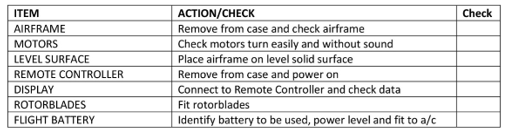 ITEM ACTION/CHECK Check
AIRFRAME Remove from case and check airframe
MOTORS Check motors turn easily and without sound
LEVEL SURFACE Place airframe on level solid surface
REMOTE CONTROLLER Remove from case and power on
DISPLAY Connect to Remote Controller and check data
ROTORBLADES Fit rotorblades
FLIGHT BATTERY Identify battery to be used, power level and fit to a/c